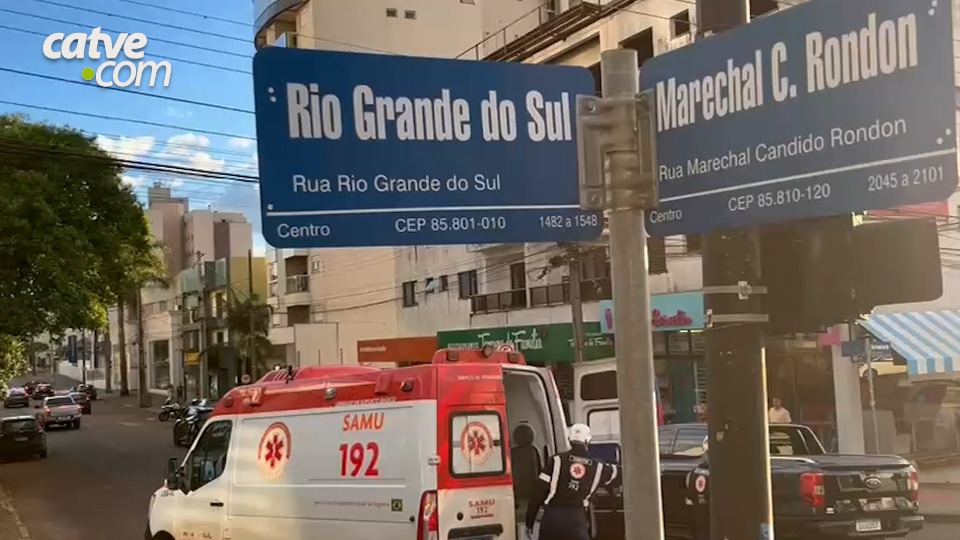 catve
.com
Rio Grande do Sul
Rua Rio Grande do Sul
Centro CEP 85.801-010 1482 a 1548
Marechal C. Rondon
Rua Marechal Candido Rondon
Centro CEP 85.810-120 2045 a 2101
SAMU
192
SAMU
192